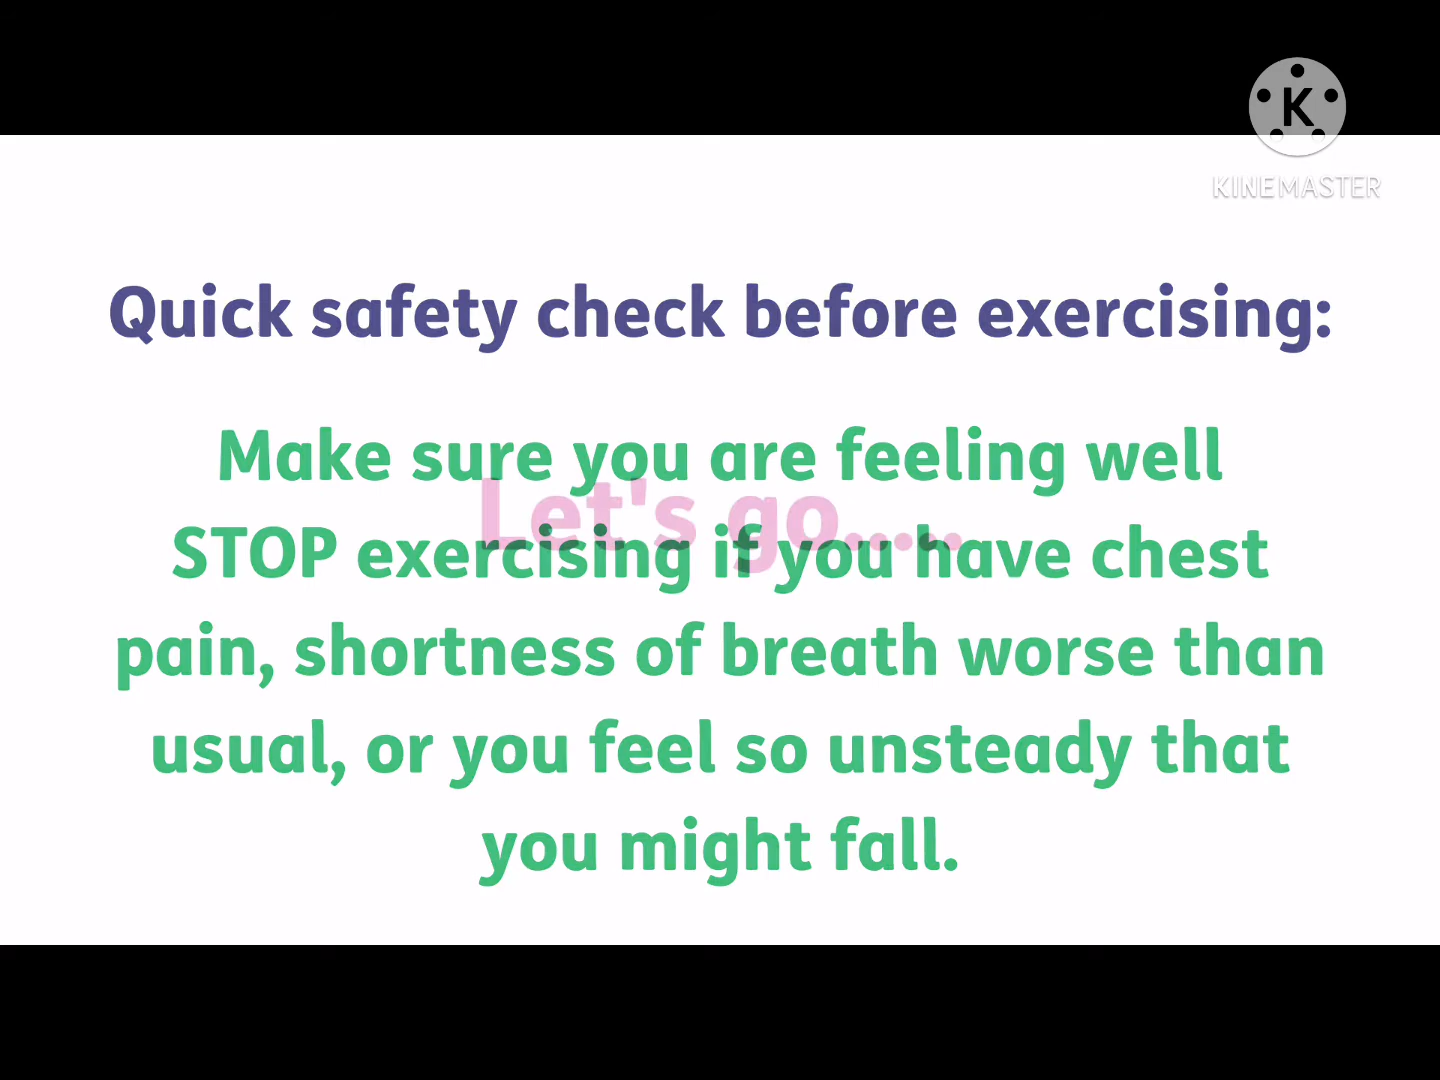 K
KINEMASTER
Quick safety check before exercising:
Make sure you are feeling well
Let's go.....
STOP exercising if you have chest
pain, shortness of breath worse than
usual, or you feel so unsteady that
you might fall.